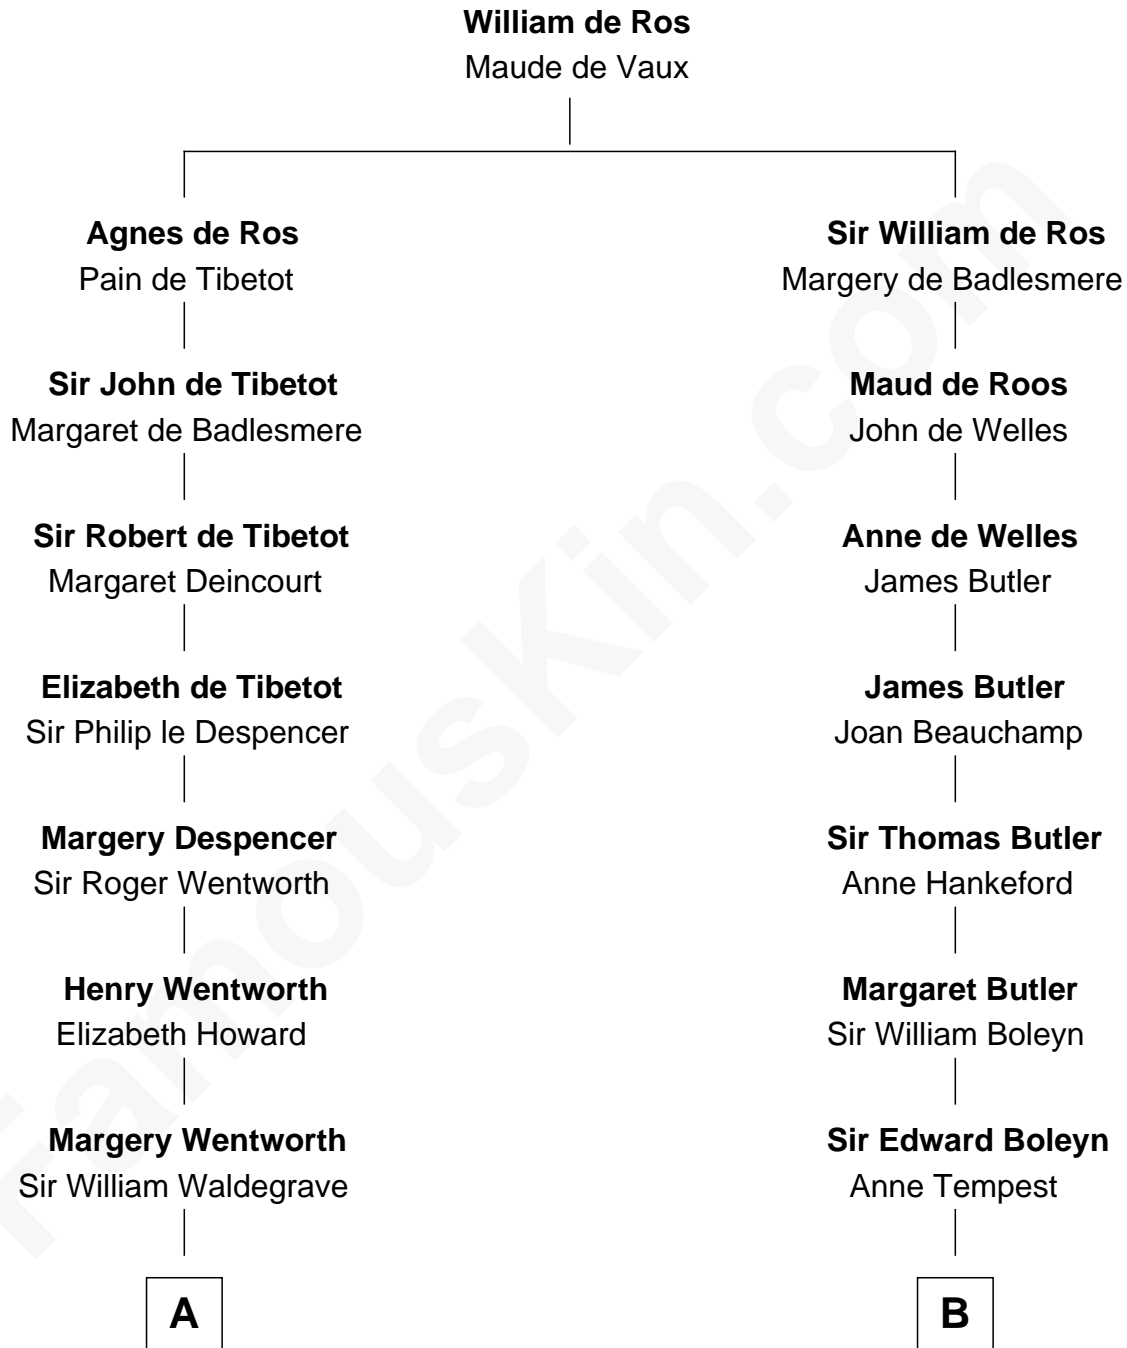 William de Ros
Maude de Vaux
Agnes de Ros
Pain de Tibetot
Sir William de Ros
Margery de Badlesmere
Sir John de Tibetot
Margaret de Badlesmere
Maud de Roos
John de Welles
Sir Robert de Tibetot
Margaret Deincourt
Anne de Welles
James Butler
Elizabeth de Tibetot
Sir Philip le Despencer
James Butler
Joan Beauchamp
Margery Despencer
Sir Roger Wentworth
Sir Thomas Butler
Anne Hankeford
Henry Wentworth
Elizabeth Howard
Margaret Butler
Sir William Boleyn
Margery Wentworth
Sir William Waldegrave
Sir Edward Boleyn
Anne Tempest
A
B
FamousKin.com